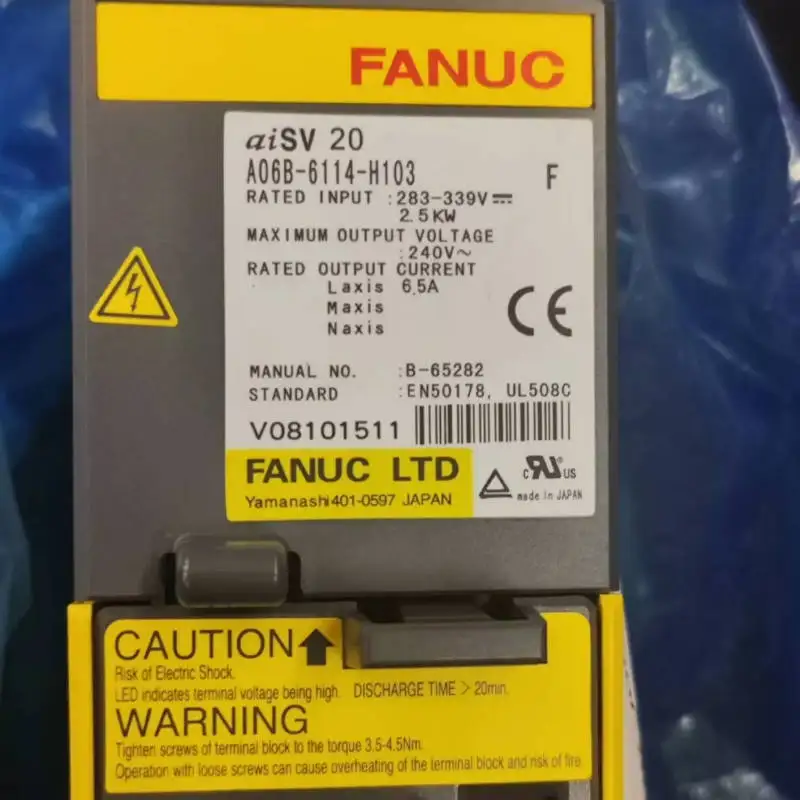 FANUC
αiSV 20
A06B-6114-H103 F
RATED INPUT :283-339V⎓
2.5KW
MAXIMUM OUTPUT VOLTAGE
:240V~
RATED OUTPUT CURRENT
Laxis 6.5A
Maxis
Naxis
CE
MANUAL NO. :B-65282
STANDARD :EN50178, UL508C
V08101511
FANUC LTD
Yamanashi401-0597 JAPAN
c RU US
made in JAPAN
CAUTION
Risk of Electric Shock.
LED indicates terminal voltage being high. DISCHARGE TIME > 20min.
WARNING
Tighten screws of terminal block to the torque 3.5-4.5Nm.
Operation with loose screws can cause overheating of the terminal block and risk of fire.